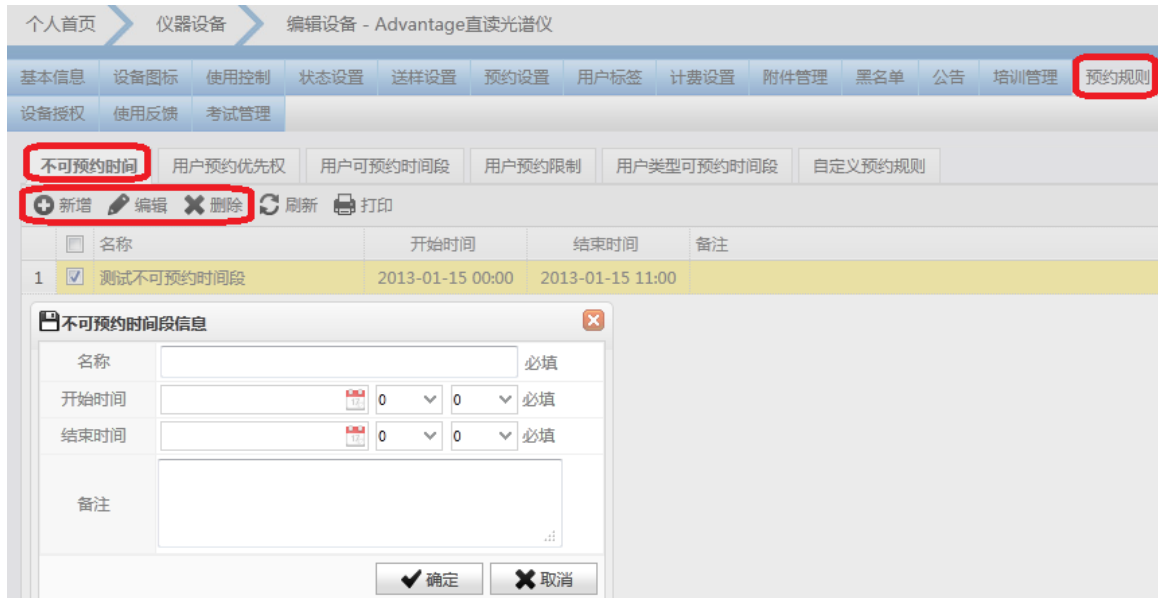 个人首页 仪器设备 编辑设备 - Advantage直读光谱仪
基本信息 设备图标 使用控制 状态设置 送样设置 预约设置 用户标签 计费设置 附件管理 黑名单 公告 培训管理 预约规则
设备授权 使用反馈 考试管理
不可预约时间 用户预约优先权 用户可预约时间段 用户预约限制 用户类型可预约时间段 自定义预约规则
新增 编辑 删除 刷新 打印
名称 开始时间 结束时间 备注
1 测试不可预约时间段 2013-01-15 00:00 2013-01-15 11:00
不可预约时间段信息
名称 必填
开始时间 0 0 必填
结束时间 0 0 必填
备注
确定 取消